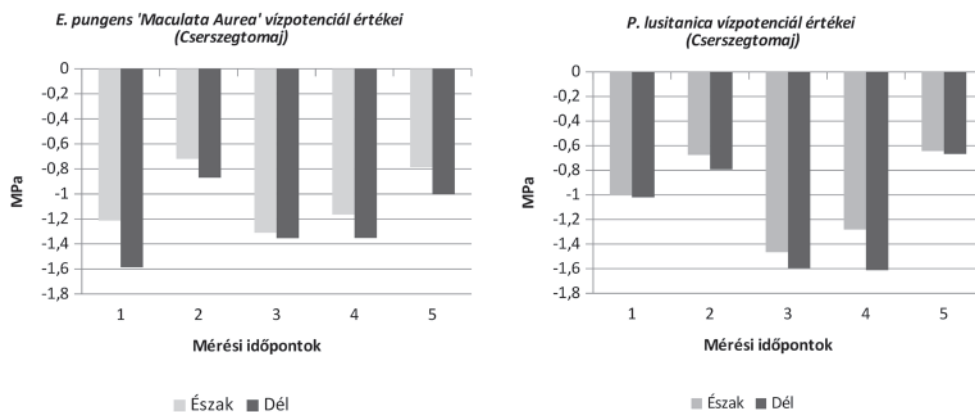 E. pungens 'Maculata Aurea' vízpotenciál értékei
(Cserszegtomaj)
0
-0,2
-0,4
-0,6
-0,8
-1
-1,2
-1,4
-1,6
-1,8
MPa
1 2 3 4 5
Mérési időpontok
Észak Dél
P. lusitanica vízpotenciál értékei
(Cserszegtomaj)
0
-0,2
-0,4
-0,6
-0,8
-1
-1,2
-1,4
-1,6
-1,8
MPa
1 2 3 4 5
Mérési időpontok
Észak Dél